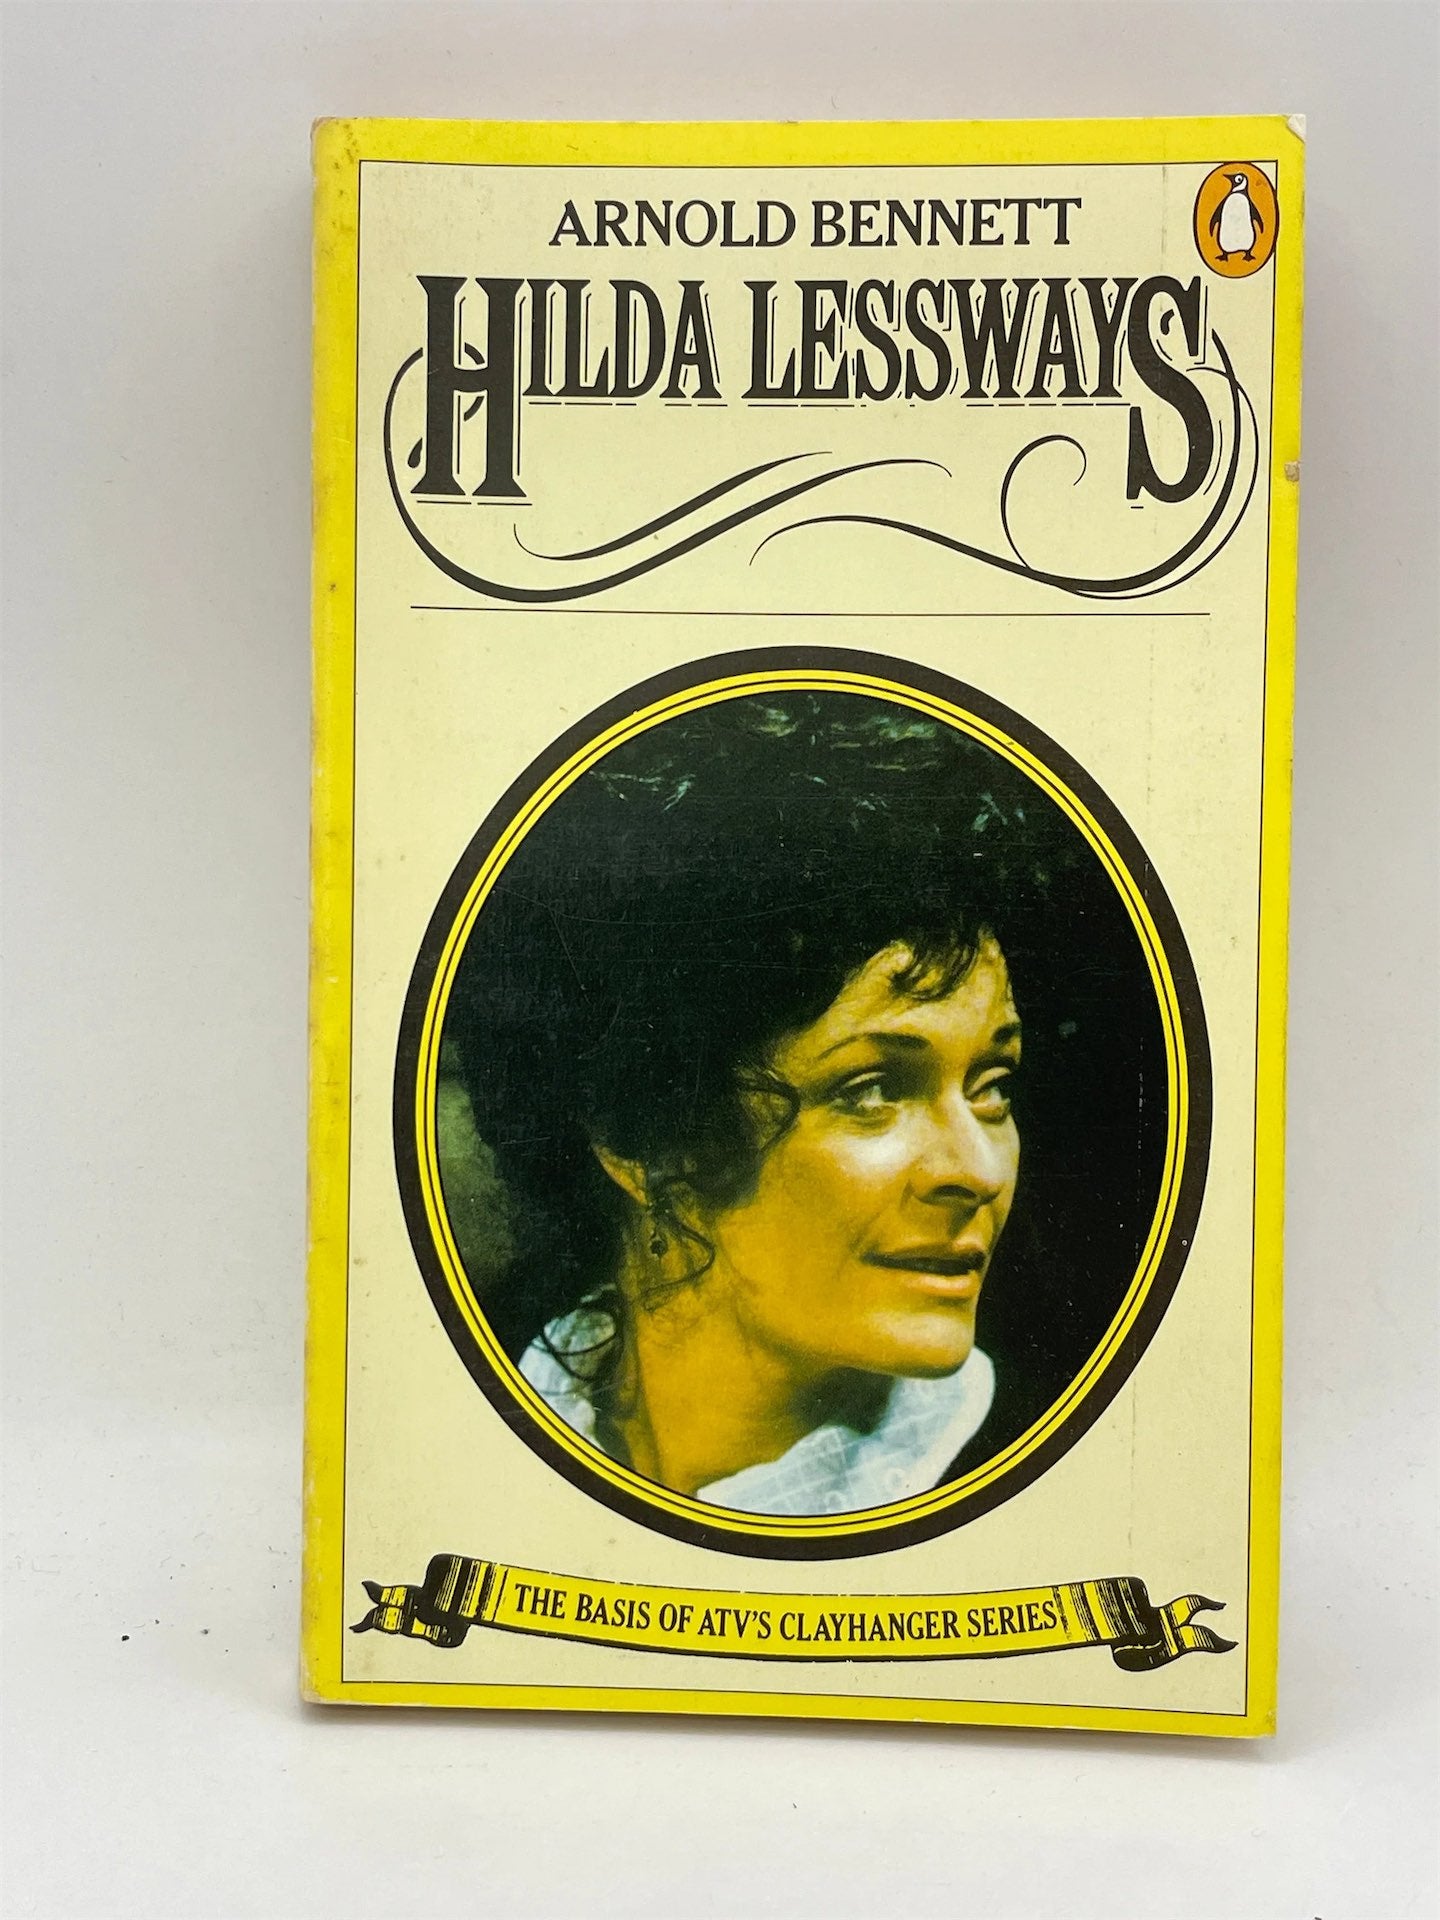 ARNOLD BENNETT
HILDA LESSWAYS
THE BASIS OF ATV'S CLAYHANGER SERIES